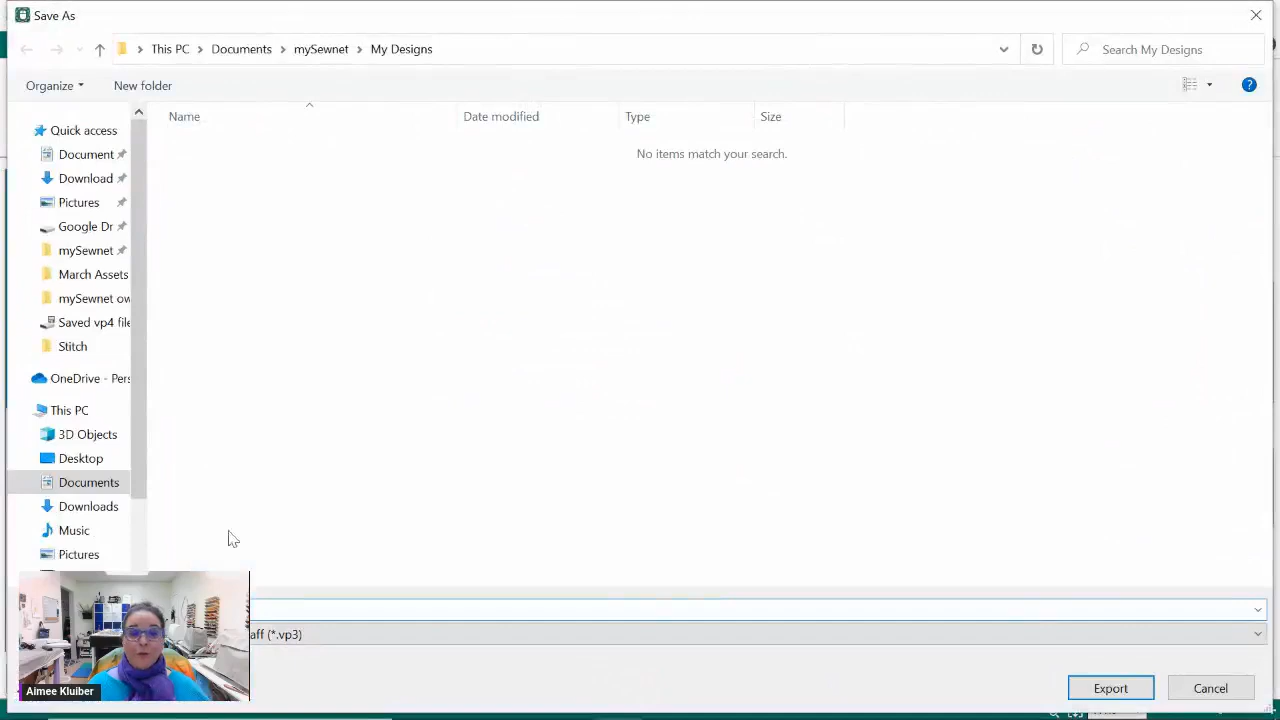 Save As
This PC > Documents > mySewnet > My Designs
Search My Designs
Organize
New folder
Name Date modified Type Size
No items match your search.
Quick access
Document
Download
Pictures
Google Dr
mySewnet
March Assets
mySewnet ow
Saved vp4 file
Stitch
OneDrive - Pers
This PC
3D Objects
Desktop
Documents
Downloads
Music
Pictures
aff (*.vp3)
Aimee Kluiber
Export
Cancel